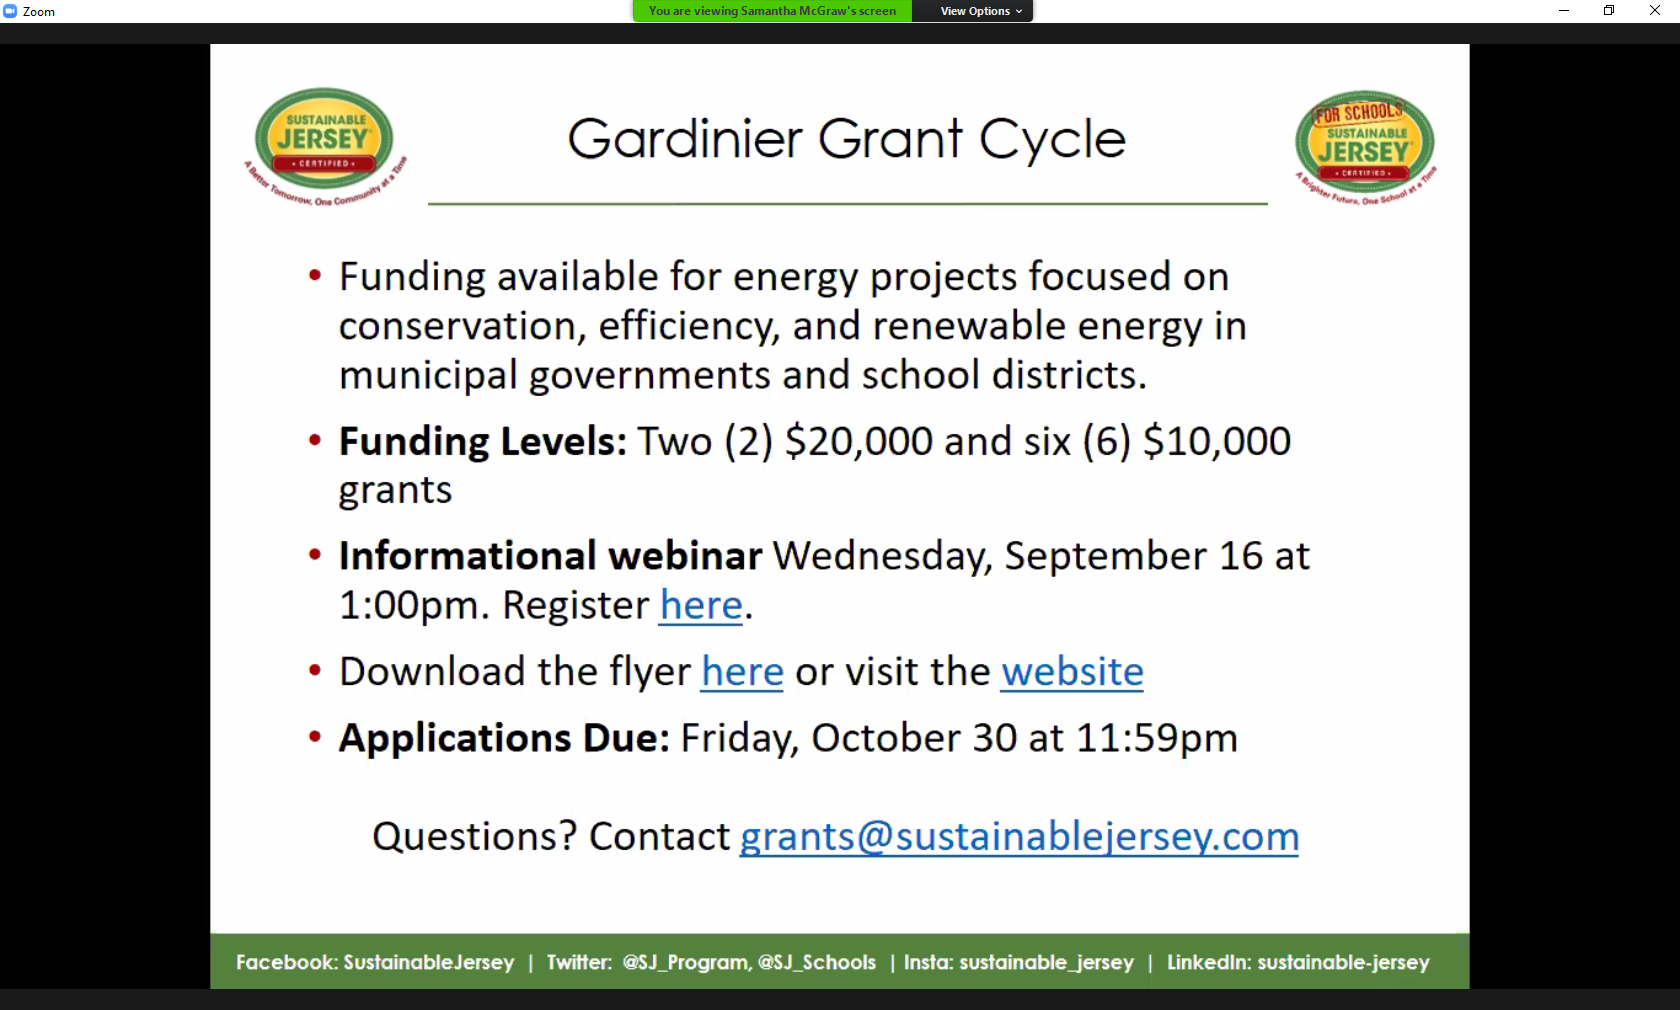 Zoom
You are viewing Samantha McGraw's screen
View Options
SUSTAINABLE
JERSEY
• CERTIFIED •
A Better Tomorrow, One Community at a Time
Gardinier Grant Cycle
FOR SCHOOLS
SUSTAINABLE
JERSEY
• CERTIFIED •
A Brighter Future, One School at a Time
• Funding available for energy projects focused on
conservation, efficiency, and renewable energy in
municipal governments and school districts.
• Funding Levels: Two (2) $20,000 and six (6) $10,000
grants
• Informational webinar Wednesday, September 16 at
1:00pm. Register here.
• Download the flyer here or visit the website
• Applications Due: Friday, October 30 at 11:59pm
Questions? Contact grants@sustainablejersey.com
Facebook: SustainableJersey | Twitter: @SJ_Program, @SJ_Schools | Insta: sustainable_jersey | LinkedIn: sustainable-jersey